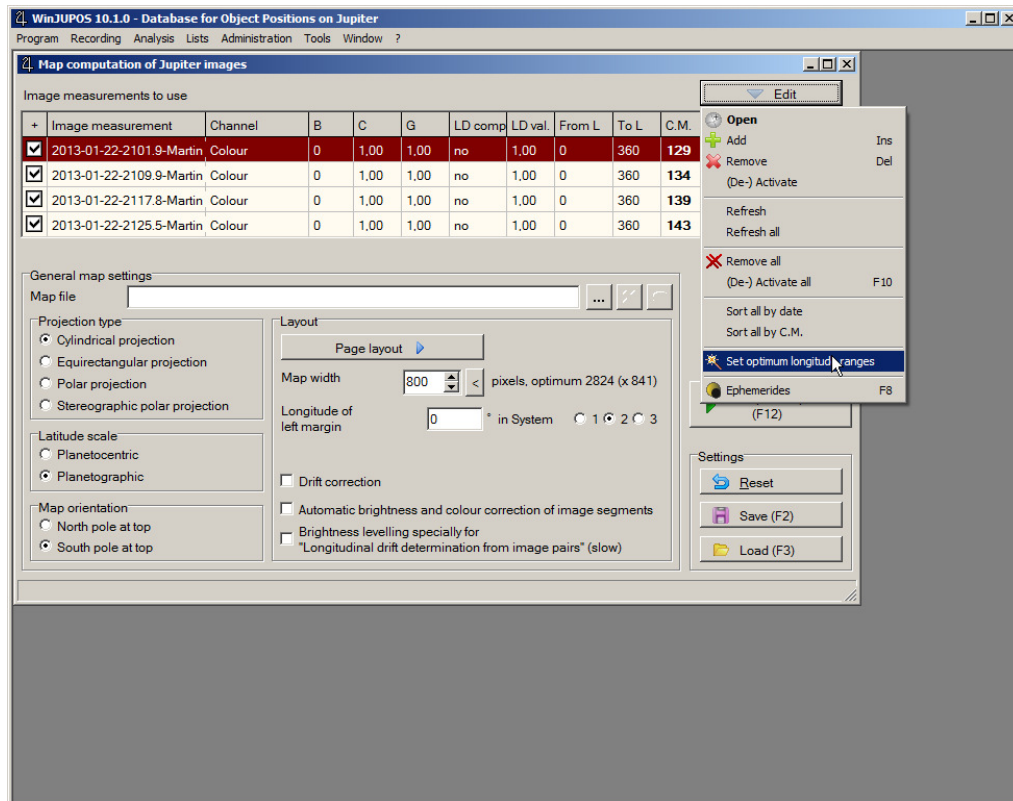 WinJUPOS 10.1.0 - Database for Object Positions on Jupiter
Program Recording Analysis Lists Administration Tools Window ?
Map computation of Jupiter images
Image measurements to use
Edit
+ Image measurement Channel B C G LD comp LD val. From L To L C.M.
2013-01-22-2101.9-Martin Colour 0 1,00 1,00 no 1,00 0 360 129
2013-01-22-2109.9-Martin Colour 0 1,00 1,00 no 1,00 0 360 134
2013-01-22-2117.8-Martin Colour 0 1,00 1,00 no 1,00 0 360 139
2013-01-22-2125.5-Martin Colour 0 1,00 1,00 no 1,00 0 360 143
Open
Add Ins
Remove Del
(De-) Activate
Refresh
Refresh all
Remove all
(De-) Activate all F10
Sort all by date
Sort all by C.M.
Set optimum longitude ranges
Ephemerides F8
(F12)
General map settings
Map file
...
Projection type
Cylindrical projection
Equirectangular projection
Polar projection
Stereographic polar projection
Latitude scale
Planetocentric
Planetographic
Map orientation
North pole at top
South pole at top
Layout
Page layout
Map width 800 < pixels, optimum 2824 (x 841)
Longitude of
left margin 0 ° in System 1 2 3
Drift correction
Automatic brightness and colour correction of image segments
Brightness levelling specially for
"Longitudinal drift determination from image pairs" (slow)
Settings
Reset
Save (F2)
Load (F3)